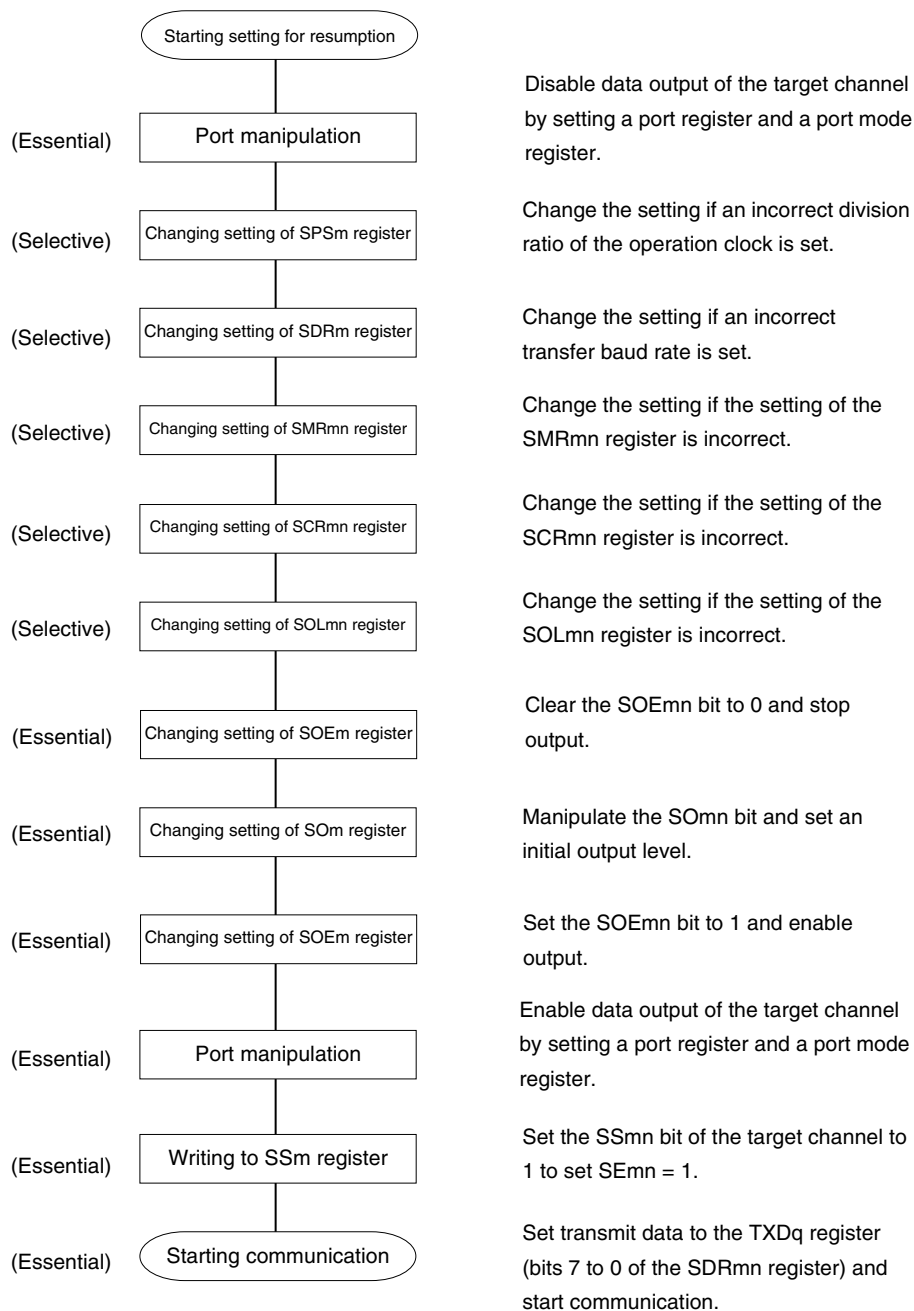 Starting setting for resumption
(Essential)
Port manipulation
Disable data output of the target channel
by setting a port register and a port mode
register.
(Selective)
Changing setting of SPSm register
Change the setting if an incorrect division
ratio of the operation clock is set.
(Selective)
Changing setting of SDRm register
Change the setting if an incorrect
transfer baud rate is set.
(Selective)
Changing setting of SMRmn register
Change the setting if the setting of the
SMRmn register is incorrect.
(Selective)
Changing setting of SCRmn register
Change the setting if the setting of the
SCRmn register is incorrect.
(Selective)
Changing setting of SOLmn register
Change the setting if the setting of the
SOLmn register is incorrect.
(Essential)
Changing setting of SOEm register
Clear the SOEmn bit to 0 and stop
output.
(Essential)
Changing setting of SOm register
Manipulate the SOmn bit and set an
initial output level.
(Essential)
Changing setting of SOEm register
Set the SOEmn bit to 1 and enable
output.
(Essential)
Port manipulation
Enable data output of the target channel
by setting a port register and a port mode
register.
(Essential)
Writing to SSm register
Set the SSmn bit of the target channel to
1 to set SEmn = 1.
(Essential)
Starting communication
Set transmit data to the TXDq register
(bits 7 to 0 of the SDRmn register) and
start communication.